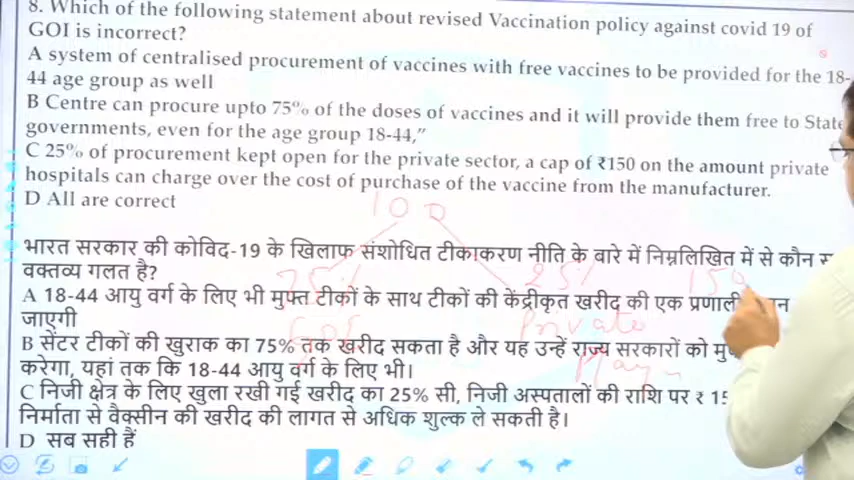 8. Which of the following statement about revised Vaccination policy against covid 19 of
GOI is incorrect?
A system of centralised procurement of vaccines with free vaccines to be provided for the 18-
44 age group as well
B Centre can procure upto 75% of the doses of vaccines and it will provide them free to State
governments, even for the age group 18-44,”
C 25% of procurement kept open for the private sector, a cap of ₹150 on the amount private
hospitals can charge over the cost of purchase of the vaccine from the manufacturer.
D All are correct
100
भारत सरकार की कोविद-19 के खिलाफ संशोधित टीकाकरण नीति के बारे में निम्नलिखित में से कौन
वक्तव्य गलत है?
75% 25% 150
A 18-44 आयु वर्ग के लिए भी मुफ्त टीकों के साथ टीकों की केंद्रीकृत खरीद की एक प्रणाली
जाएगी
GOI Private
B सेंटर टीकों की खुराक का 75% तक खरीद सकता है और यह उन्हें राज्य सरकारों को
करेगा, यहां तक कि 18-44 आयु वर्ग के लिए भी।
C निजी क्षेत्र के लिए खुला रखी गई खरीद का 25% सी, निजी अस्पतालों की राशि पर ₹
निर्माता से वैक्सीन की खरीद की लागत से अधिक शुल्क ले सकती है।
D सब सही हैं